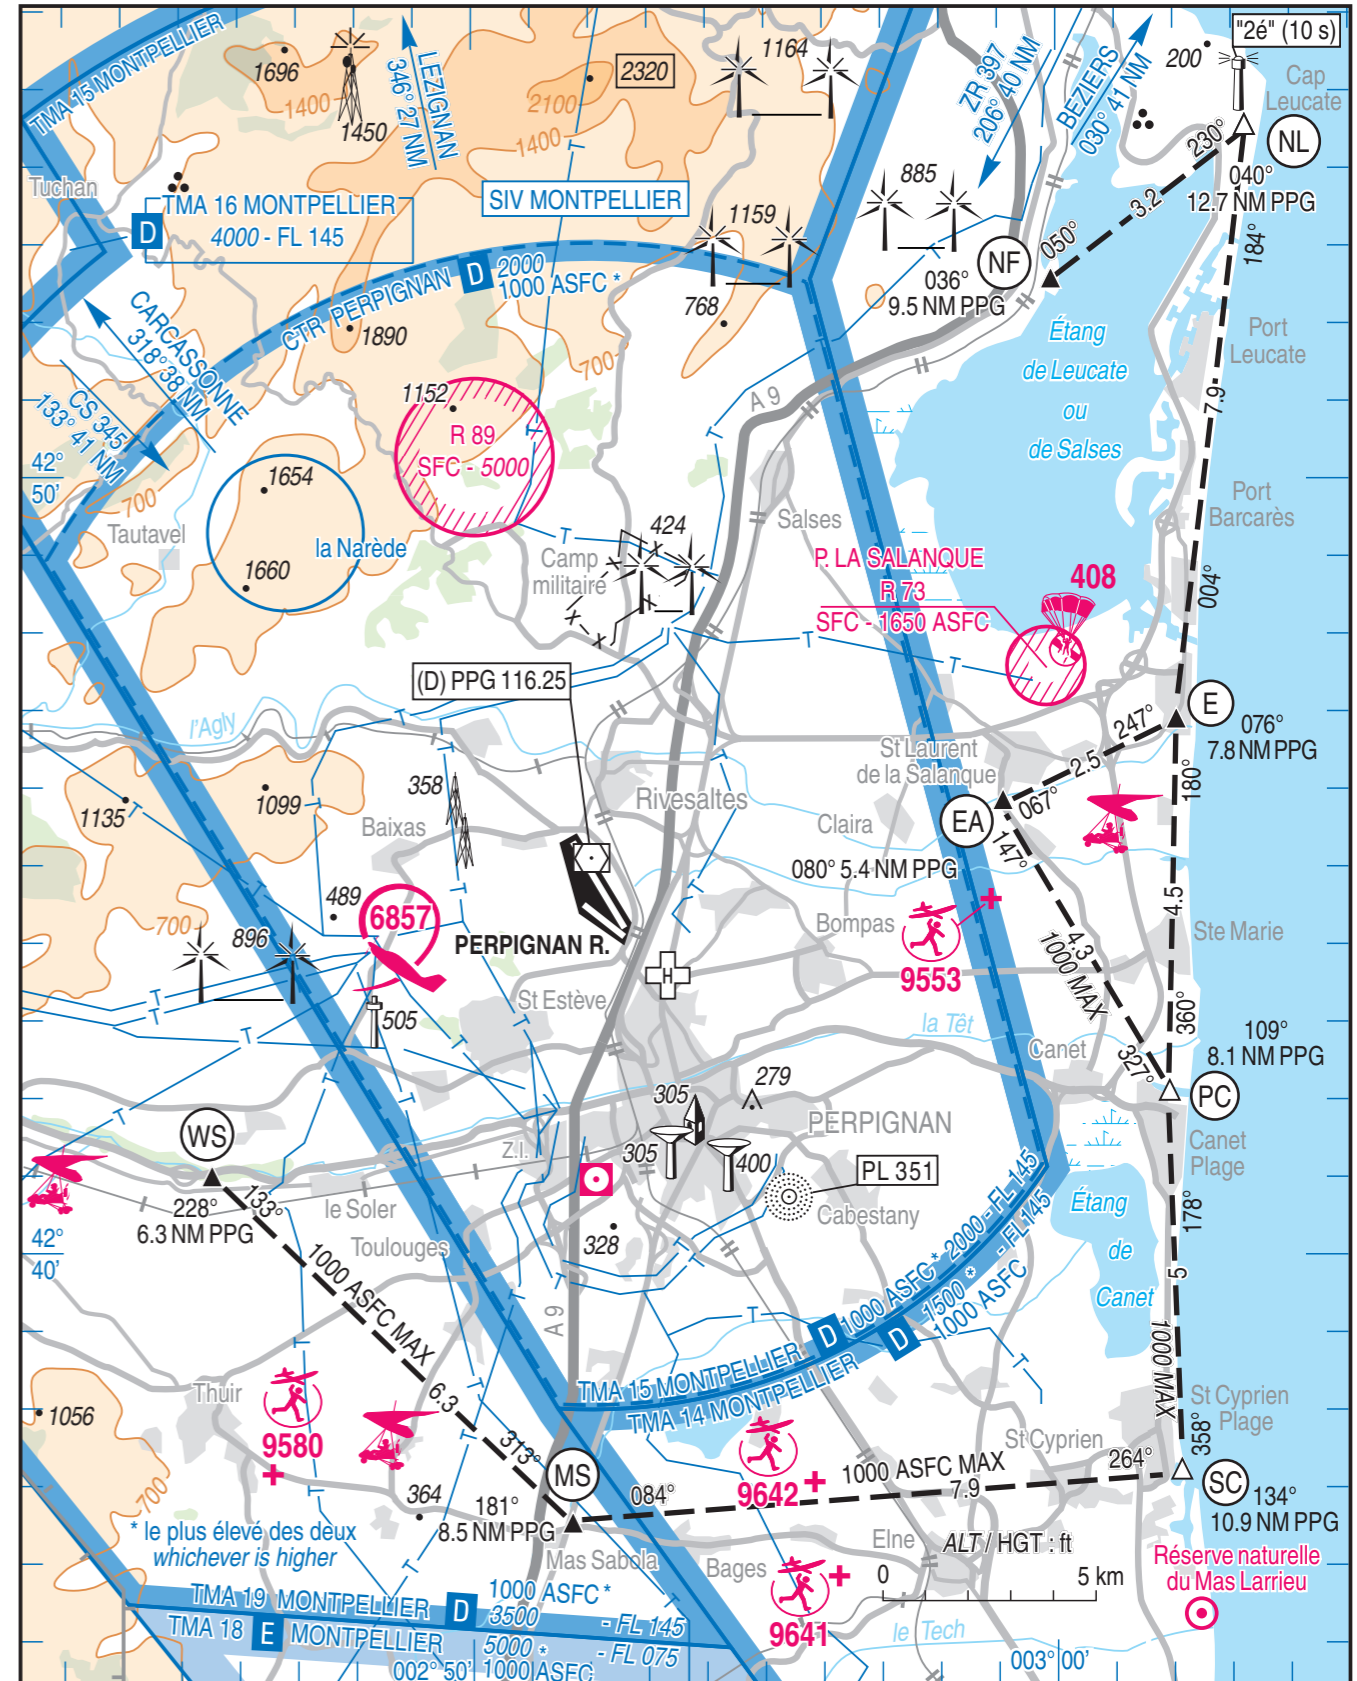 TMA 15 MONTPELLIER
1696
1400
1450
LEZIGNAN
346° 27 NM
2320
2100
1400
1164
ZR 397
206° 40 NM
BEZIERS
030° 41 NM
200
"2é" (10 s)
Cap
Leucate
NL
040°
12.7 NM PPG
230°
3.2
050°
184°
Tuchan
D
TMA 16 MONTPELLIER
4000 - FL 145
SIV MONTPELLIER
1159
885
NF
036°
9.5 NM PPG
CTR PERPIGNAN
D
2000
1000 ASFC *
768
700
1890
CARCASSONNE
318° 38 NM
CS 345
133° 41 NM
42°
50'
700
Tautavel
1654
1660
la Narède
1152
R 89
SFC - 5000
A 9
Étang
de Leucate
ou
de Salses
Port
Leucate
7.9
Port
Barcarès
004°
Salses
424
Camp
militaire
P. LA SALANQUE
R 73
SFC - 1650 ASFC
408
(D) PPG 116.25
l'Agly
E
076°
7.8 NM PPG
247°
2.5
067°
180°
St Laurent
de la Salanque
EA
147°
080° 5.4 NM PPG
1135
1099
358
Baixas
Rivesaltes
Claira
489
6857
700
896
505
PERPIGNAN R.
St Estève
H
Bompas
9553
4.3
1000 MAX
327°
4.5
Ste Marie
360°
109°
8.1 NM PPG
PC
Canet
Plage
la Têt
Canet
WS
228°
6.3 NM PPG
133°
le Soler
Toulouges
Z.I.
305
279
PERPIGNAN
305
400
PL 351
Cabestany
328
A 9
42°
40'
1000 ASFC MAX
6.3
313°
Étang
de
Canet
178°
5
1000 MAX
358°
TMA 15 MONTPELLIER D 1000 ASFC * 2000 - FL 145
TMA 14 MONTPELLIER D 1500 * - FL 145
1000 ASFC
Thuir
1056
9580
700
364
MS
181°
8.5 NM PPG
Mas Sabola
084°
9642
1000 ASFC MAX
7.9
264°
St Cyprien
St Cyprien
Plage
SC
134°
10.9 NM PPG
Bages
Elne
ALT / HGT : ft
0
5 km
9641
le Tech
Réserve naturelle
du Mas Larrieu
* le plus élevé des deux
whichever is higher
TMA 19 MONTPELLIER D
1000 ASFC *
3500
- FL 145
TMA 18 E MONTPELLIER
5000 *
1000 ASFC
- FL 075
002° 50'
003° 00'
T